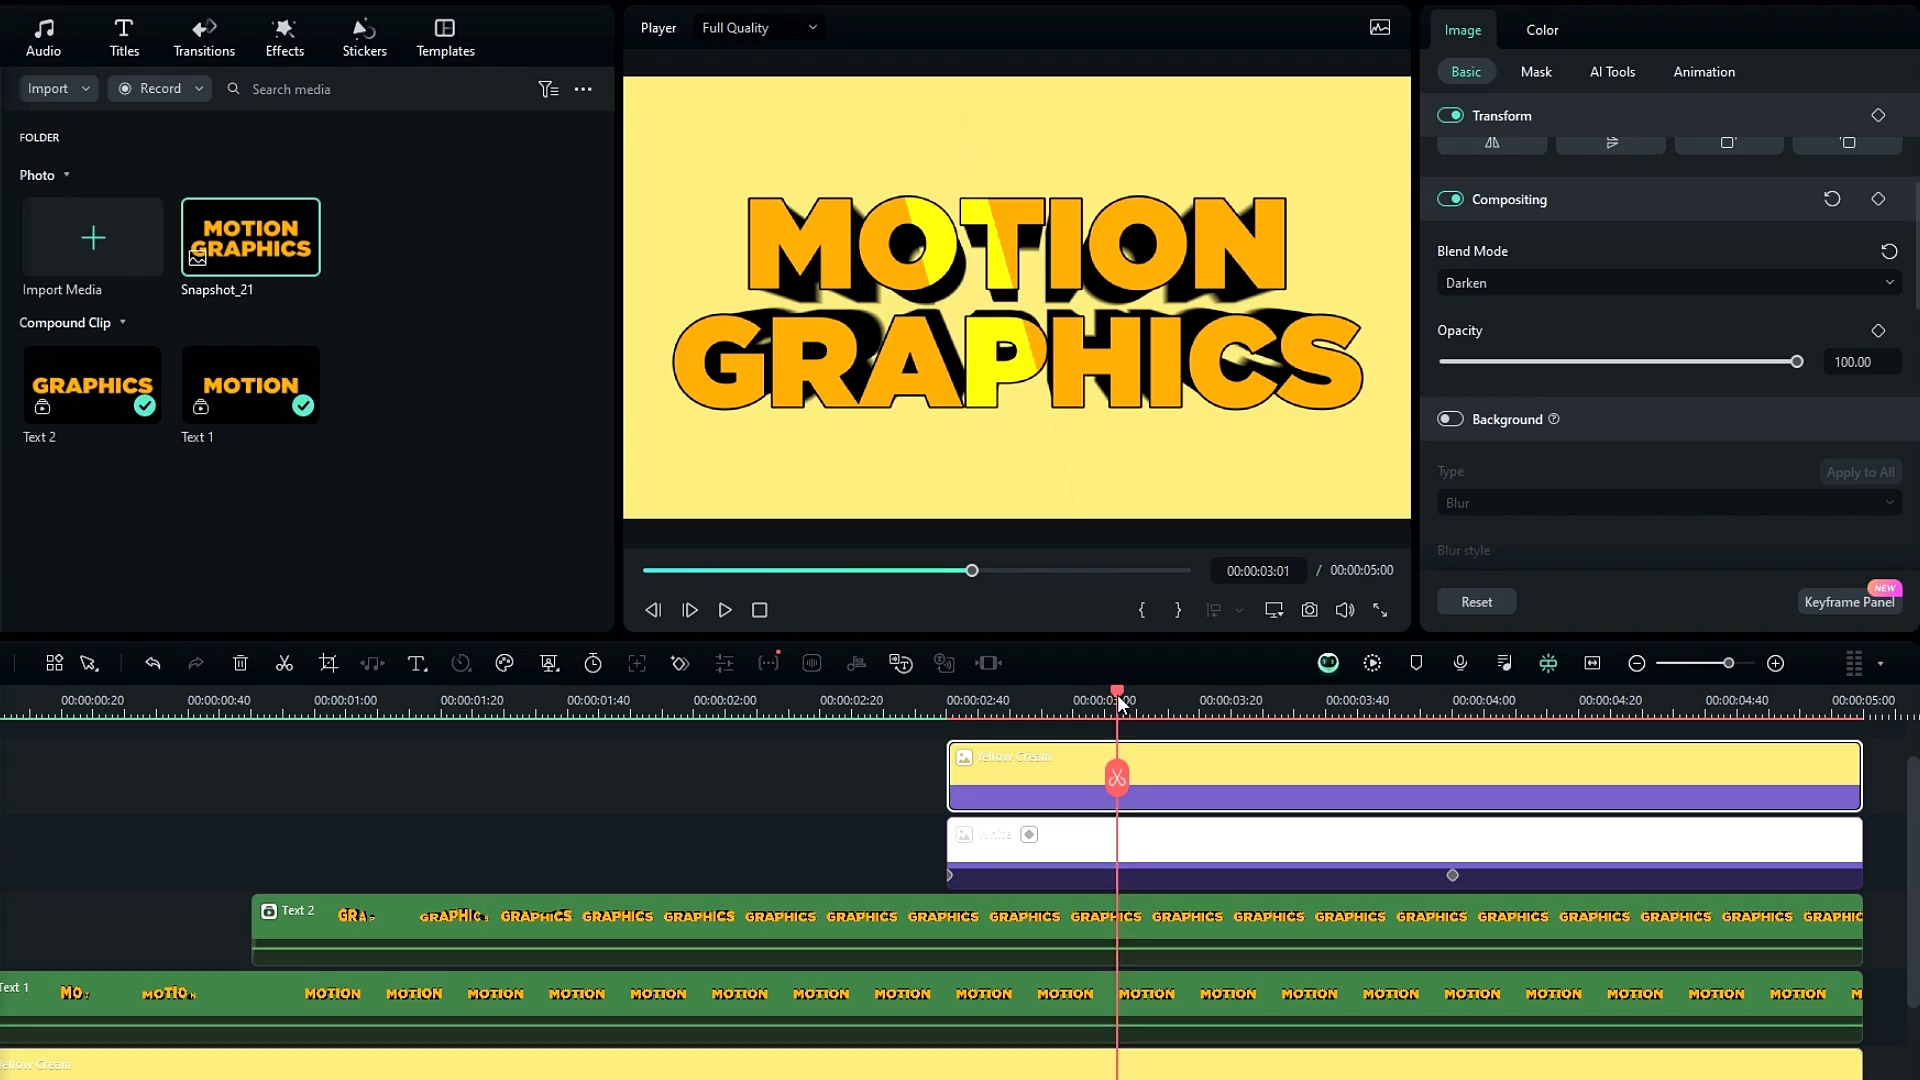 Audio
Titles
Transitions
Effects
Stickers
Templates
Import
Record
Search media
FOLDER
Photo
MOTION
GRAPHICS
Import Media
Snapshot_21
Compound Clip
GRAPHICS
MOTION
Text 2
Text 1
Player
Full Quality
MOTION
GRAPHICS
00:00:03:01 / 00:00:05:00
Image
Color
Basic
Mask
AI Tools
Animation
Transform
Compositing
Blend Mode
Darken
Opacity
100.00
Background
Type
Apply to All
Blur
Blur style
Reset
NEW
Keyframe Panel
00:00:00:20
00:00:00:40
00:00:01:00
00:00:01:20
00:00:01:40
00:00:02:00
00:00:02:20
00:00:02:40
00:00:03:00
00:00:03:20
00:00:03:40
00:00:04:00
00:00:04:20
00:00:04:40
00:00:05:00
Yellow Cream
White
Text 2 GRA GRAPHIC GRAPHICS GRAPHICS GRAPHICS GRAPHICS GRAPHICS GRAPHICS GRAPHICS GRAPHICS GRAPHICS GRAPHICS GRAPHICS GRAPHICS GRAPHICS GRAPHICS GRAPHICS GRAPHICS GRAPHIC
Text 1 MO MOTIO MOTION MOTION MOTION MOTION MOTION MOTION MOTION MOTION MOTION MOTION MOTION MOTION MOTION MOTION MOTION MOTION MOTION MOTION MOTION M
Yellow Cream